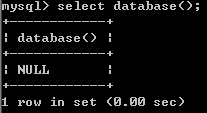 mysql> select database();
+------------+
| database() |
+------------+
| NULL       |
+------------+
1 row in set (0.00 sec)